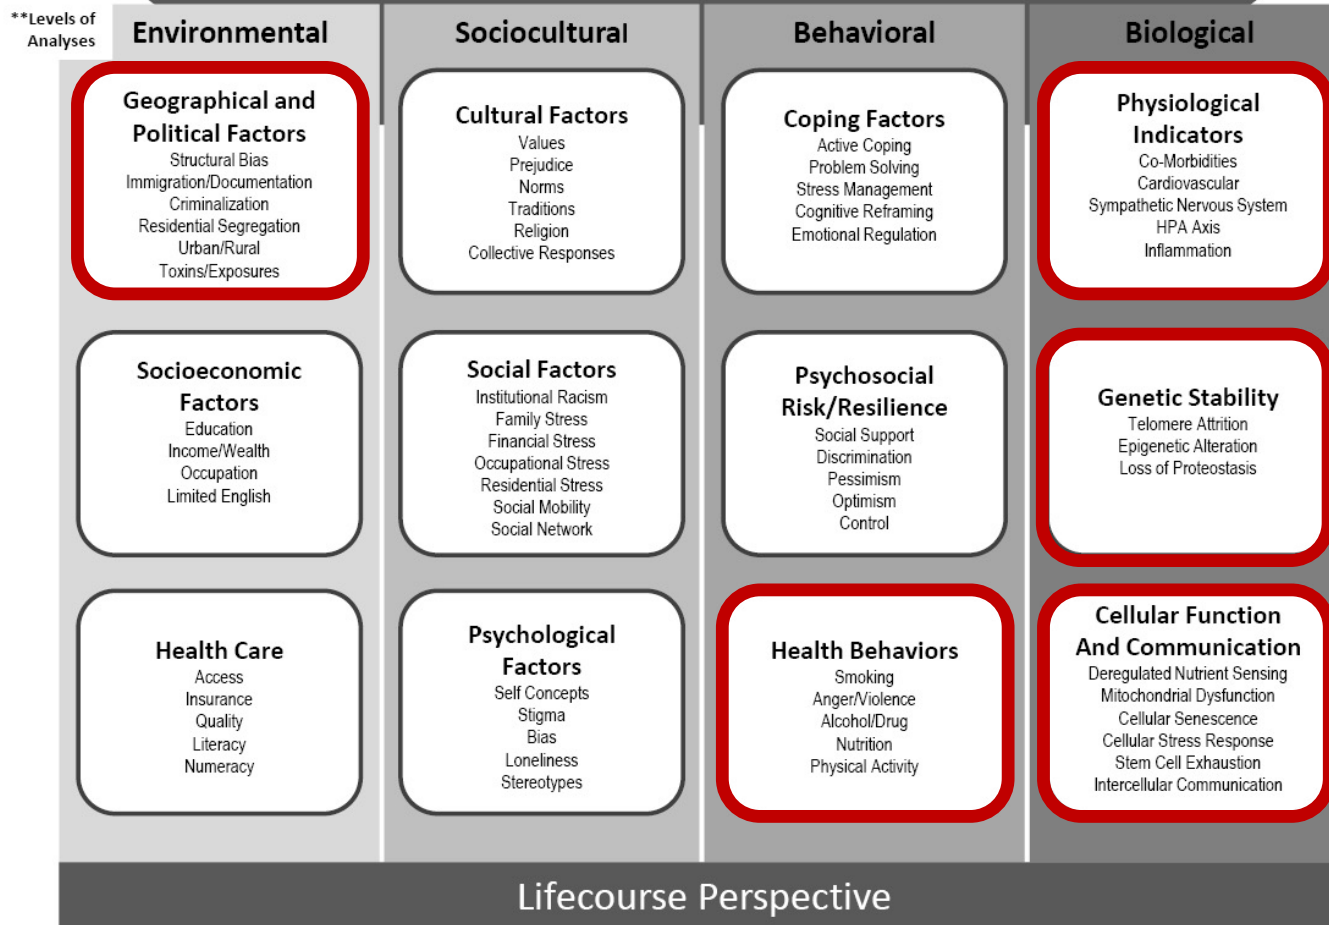 **Levels of
Analyses
Environmental
Sociocultural
Behavioral
Biological
Geographical and
Political Factors
Structural Bias
Immigration/Documentation
Criminalization
Residential Segregation
Urban/Rural
Toxins/Exposures
Cultural Factors
Values
Prejudice
Norms
Traditions
Religion
Collective Responses
Coping Factors
Active Coping
Problem Solving
Stress Management
Cognitive Reframing
Emotional Regulation
Physiological
Indicators
Co-Morbidities
Cardiovascular
Sympathetic Nervous System
HPA Axis
Inflammation
Socioeconomic
Factors
Education
Income/Wealth
Occupation
Limited English
Social Factors
Institutional Racism
Family Stress
Financial Stress
Occupational Stress
Residential Stress
Social Mobility
Social Network
Psychosocial
Risk/Resilience
Social Support
Discrimination
Pessimism
Optimism
Control
Genetic Stability
Telomere Attrition
Epigenetic Alteration
Loss of Proteostasis
Health Care
Access
Insurance
Quality
Literacy
Numeracy
Psychological
Factors
Self Concepts
Stigma
Bias
Loneliness
Stereotypes
Health Behaviors
Smoking
Anger/Violence
Alcohol/Drug
Nutrition
Physical Activity
Cellular Function
And Communication
Deregulated Nutrient Sensing
Mitochondrial Dysfunction
Cellular Senescence
Cellular Stress Response
Stem Cell Exhaustion
Intercellular Communication
Lifecourse Perspective